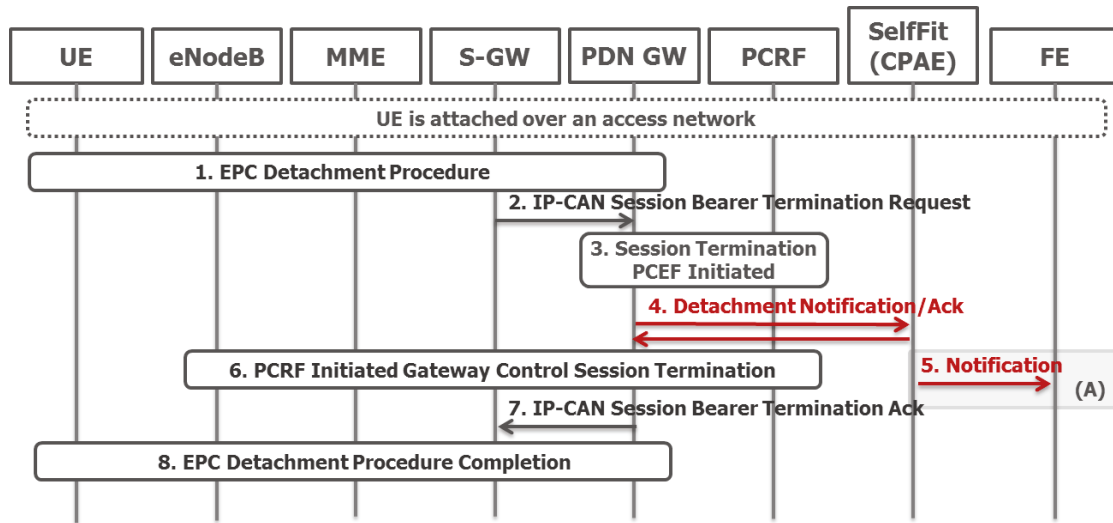 UE
eNodeB
MME
S-GW
PDN GW
PCRF
SelfFit
(CPAE)
FE
UE is attached over an access network
1. EPC Detachment Procedure
2. IP-CAN Session Bearer Termination Request
3. Session Termination
PCEF Initiated
4. Detachment Notification/Ack
5. Notification
(A)
6. PCRF Initiated Gateway Control Session Termination
7. IP-CAN Session Bearer Termination Ack
8. EPC Detachment Procedure Completion